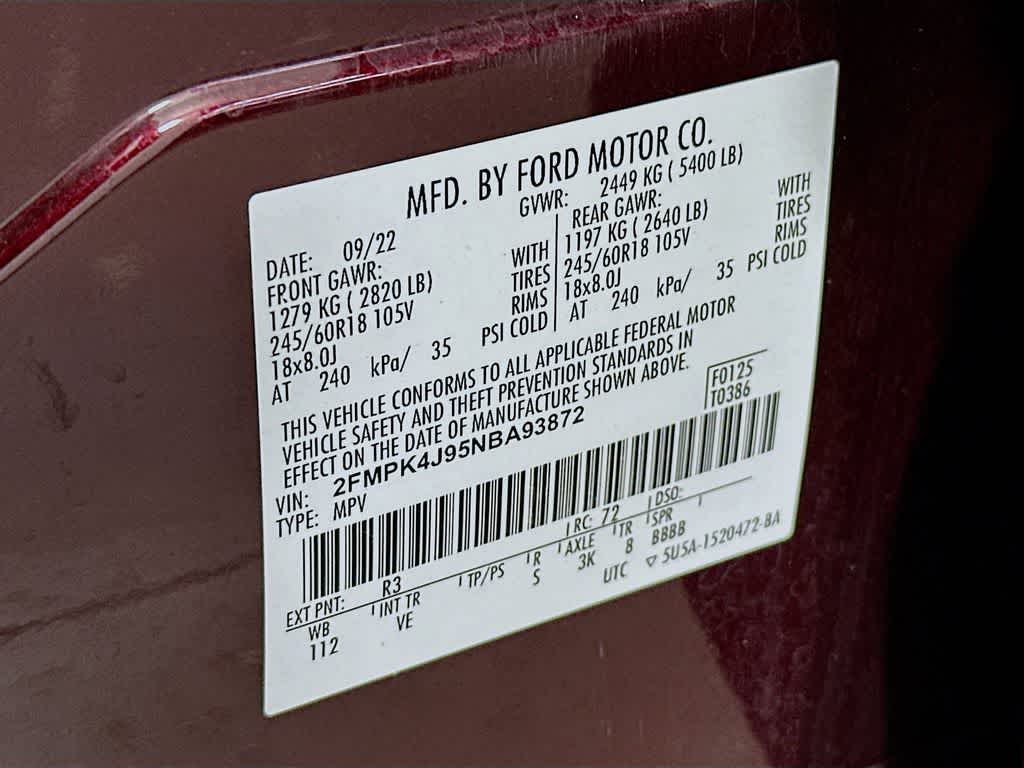 MFD. BY FORD MOTOR CO.
DATE: 09/22 GVWR: 2449 KG ( 5400 LB)
FRONT GAWR: REAR GAWR:
1279 KG ( 2820 LB) WITH 1197 KG ( 2640 LB) WITH
245/60R18 105V TIRES 245/60R18 105V TIRES
18x8.0J RIMS 18x8.0J RIMS
AT 240 kPa/ 35 PSI COLD AT 240 kPa/ 35 PSI COLD
THIS VEHICLE CONFORMS TO ALL APPLICABLE FEDERAL MOTOR
VEHICLE SAFETY AND THEFT PREVENTION STANDARDS IN
EFFECT ON THE DATE OF MANUFACTURE SHOWN ABOVE.
VIN: 2FMPK4J95NBA93872 F0125
TYPE: MPV T0386
EXT PNT: R3 RC: 72 DSO:
WB INT TR TP/PS R AXLE TR SPR
112 VE S 3K 8 BBBB
UTC ▽ 5U5A-1520472-BA